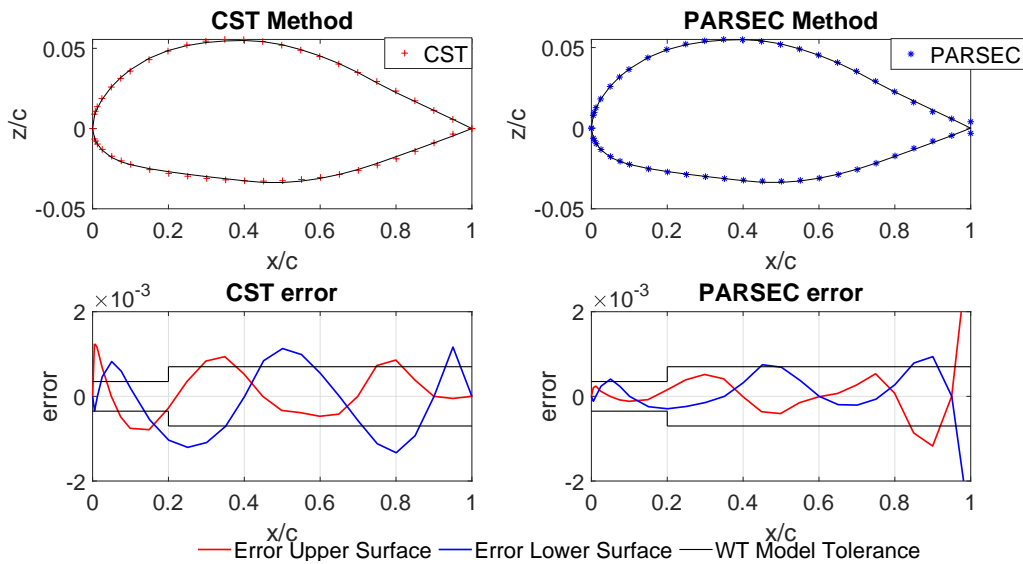 CST Method
0.05
0
-0.05
z/c
CST
0 0.2 0.4 0.6 0.8 1
x/c
PARSEC Method
0.05
0
-0.05
z/c
PARSEC
0 0.2 0.4 0.6 0.8 1
x/c
CST error
×10⁻³
2
0
-2
error
0 0.2 0.4 0.6 0.8 1
x/c
PARSEC error
×10⁻³
2
0
-2
error
0 0.2 0.4 0.6 0.8 1
x/c
Error Upper Surface Error Lower Surface WT Model Tolerance